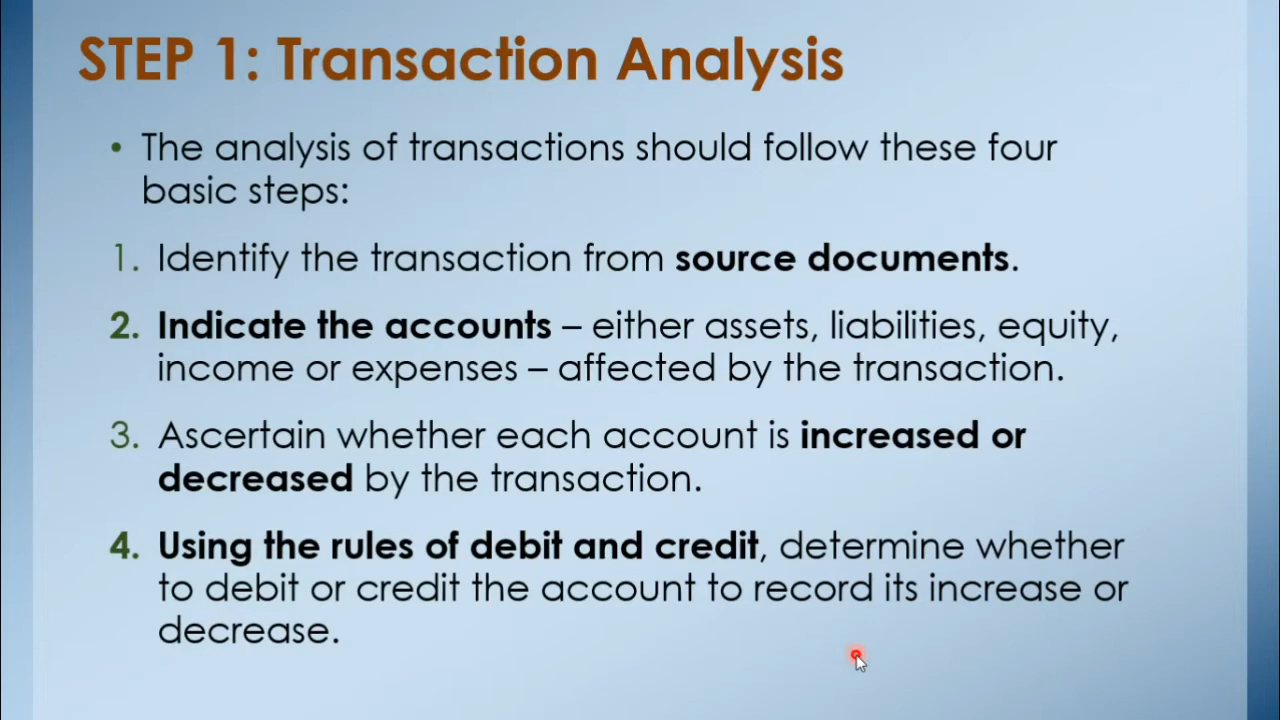 STEP 1: Transaction Analysis
• The analysis of transactions should follow these four
basic steps:
1. Identify the transaction from source documents.
2. Indicate the accounts – either assets, liabilities, equity,
income or expenses – affected by the transaction.
3. Ascertain whether each account is increased or
decreased by the transaction.
4. Using the rules of debit and credit, determine whether
to debit or credit the account to record its increase or
decrease.